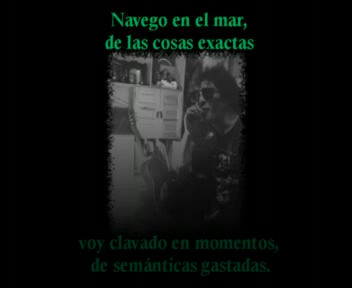 Navego en el mar,
de las cosas exactas
voy clavado en momentos,
de semánticas gastadas.